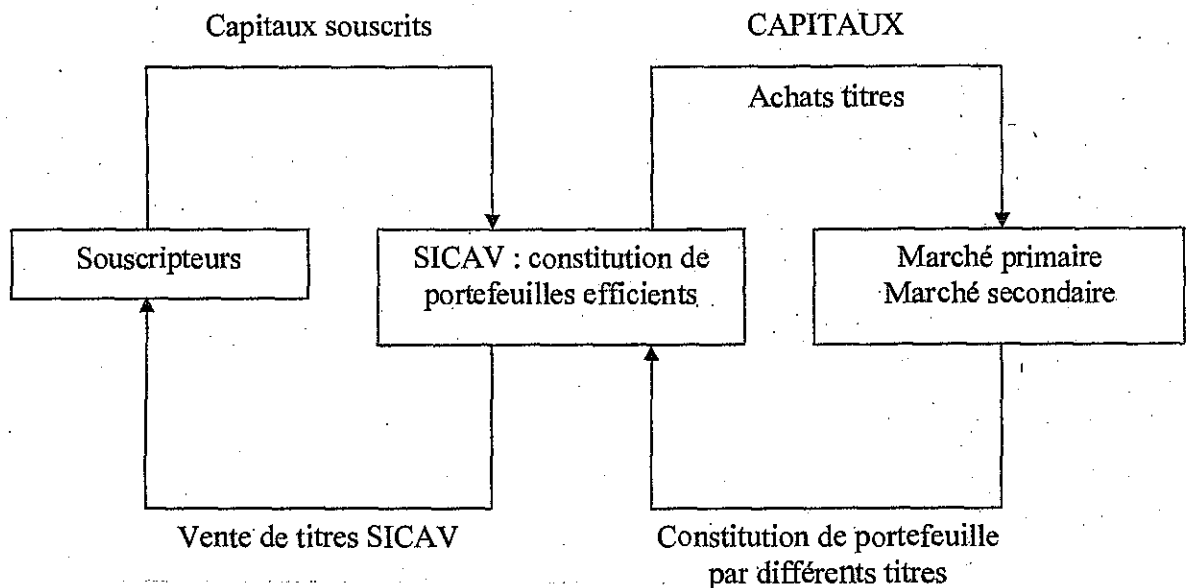 Capitaux souscrits
CAPITAUX
Achats titres
Souscripteurs
SICAV : constitution de
portefeuilles efficients
Marché primaire
Marché secondaire
Vente de titres SICAV
Constitution de portefeuille
par différents titres